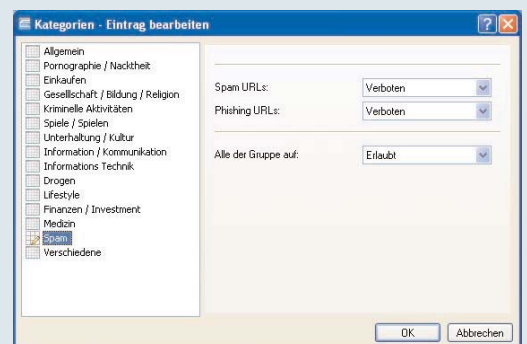 Kategorien - Eintrag bearbeiten
Allgemein
Pornographie / Nacktheit
Einkaufen
Gesellschaft / Bildung / Religion
Kriminelle Aktivitäten
Spiele / Spielen
Unterhaltung / Kultur
Information / Kommunikation
Informations Technik
Drogen
Lifestyle
Finanzen / Investment
Medizin
Spam
Verschiedene
Spam URLs: Verboten
Phishing URLs: Verboten
Alle der Gruppe auf: Erlaubt
OK Abbrechen